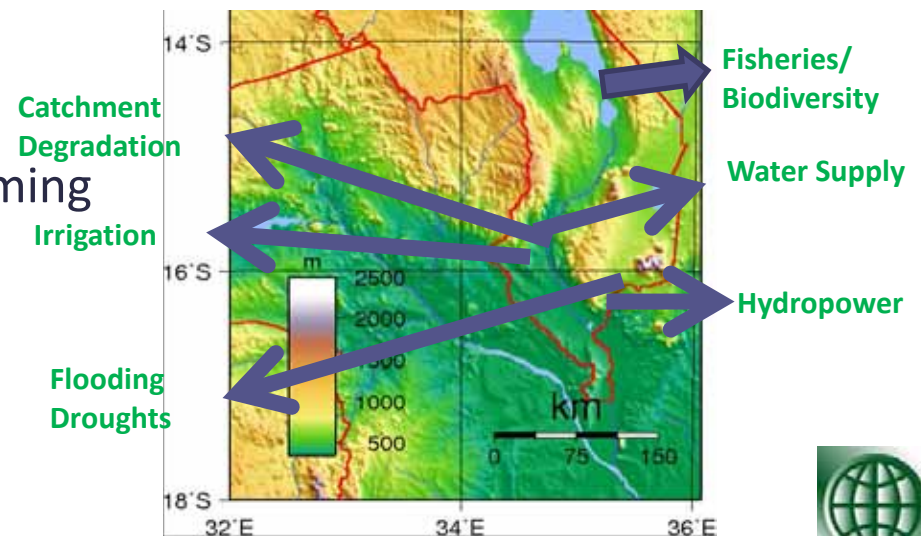 14°S
Fisheries/
Biodiversity
Catchment
Degradation
ming
Water Supply
Irrigation
16°S
m
2500
2000
1500
1000
500
Hydropower
Flooding
Droughts
km
0 75 150
18°S
32°E 34°E 36°E